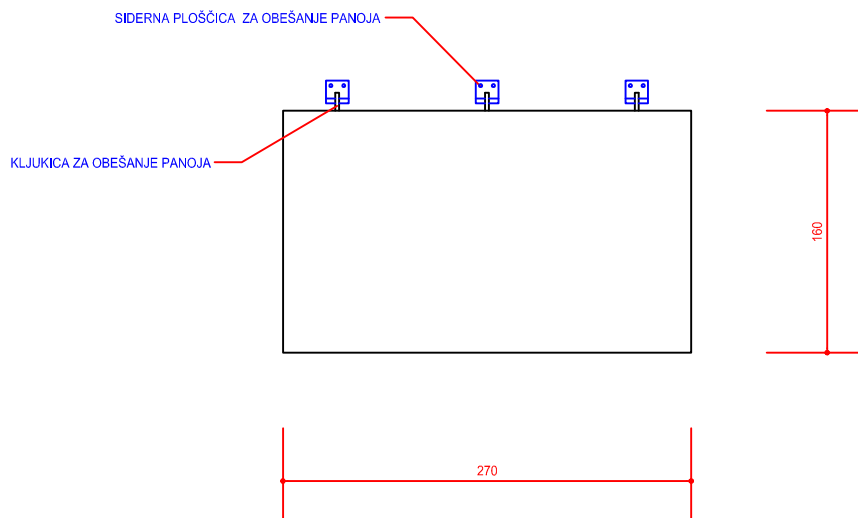 SIDERNA PLOŠČICA ZA OBEŠANJE PANOJA
KLJUKICA ZA OBEŠANJE PANOJA
160
270